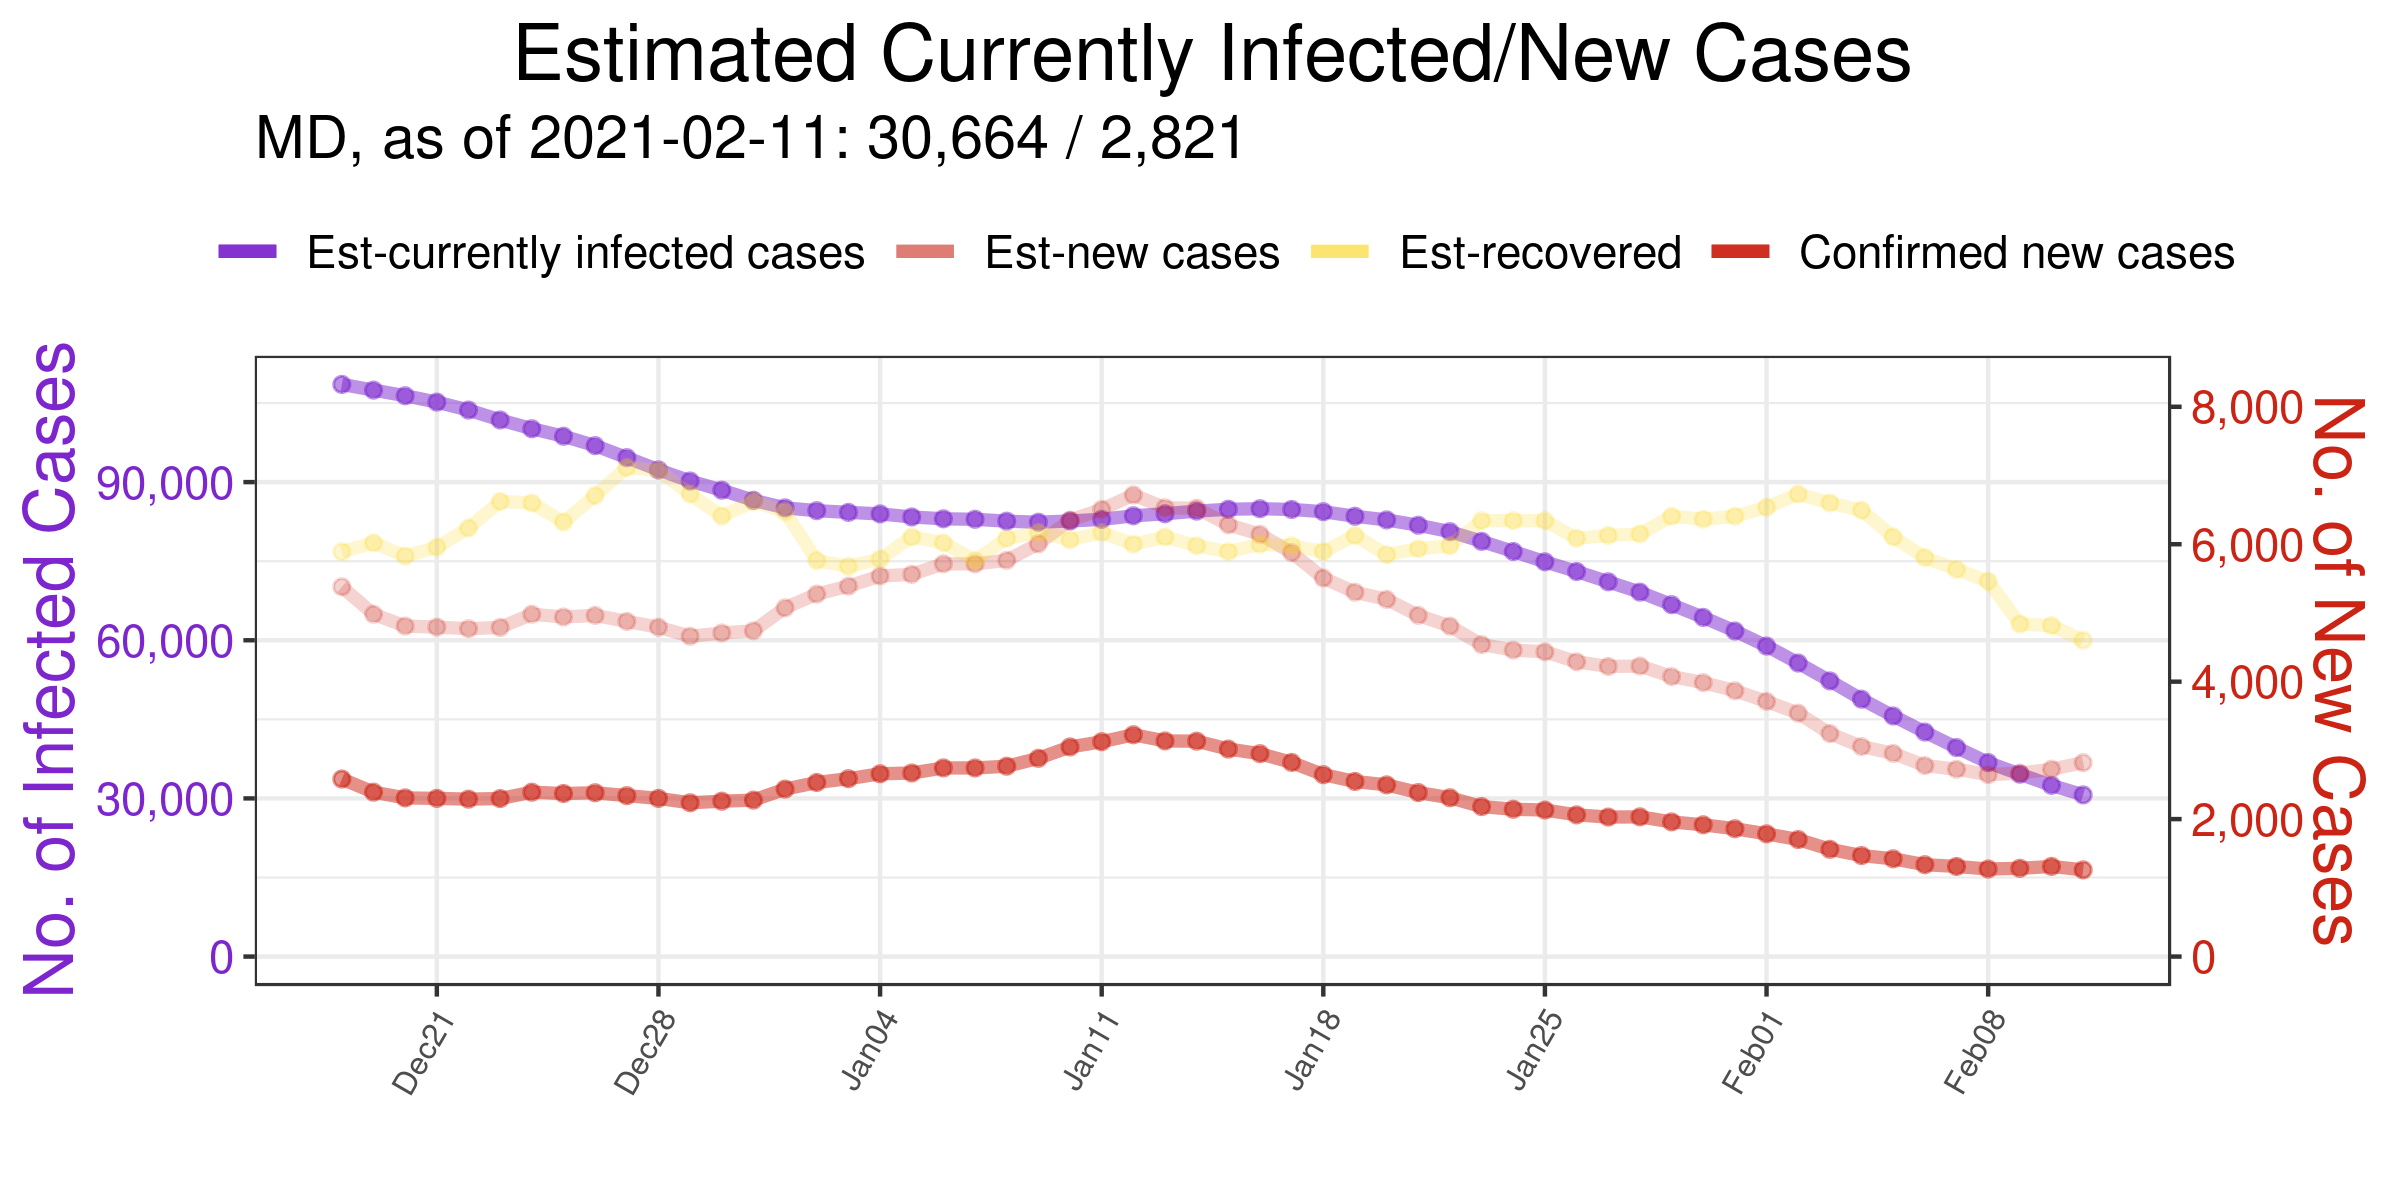 Estimated Currently Infected/New Cases
MD, as of 2021-02-11: 30,664 / 2,821
Est-currently infected cases Est-new cases Est-recovered Confirmed new cases
No. of Infected Cases
90,000
60,000
30,000
0
8,000
6,000
4,000
2,000
0
No. of New Cases
Dec21 Dec28 Jan04 Jan11 Jan18 Jan25 Feb01 Feb08